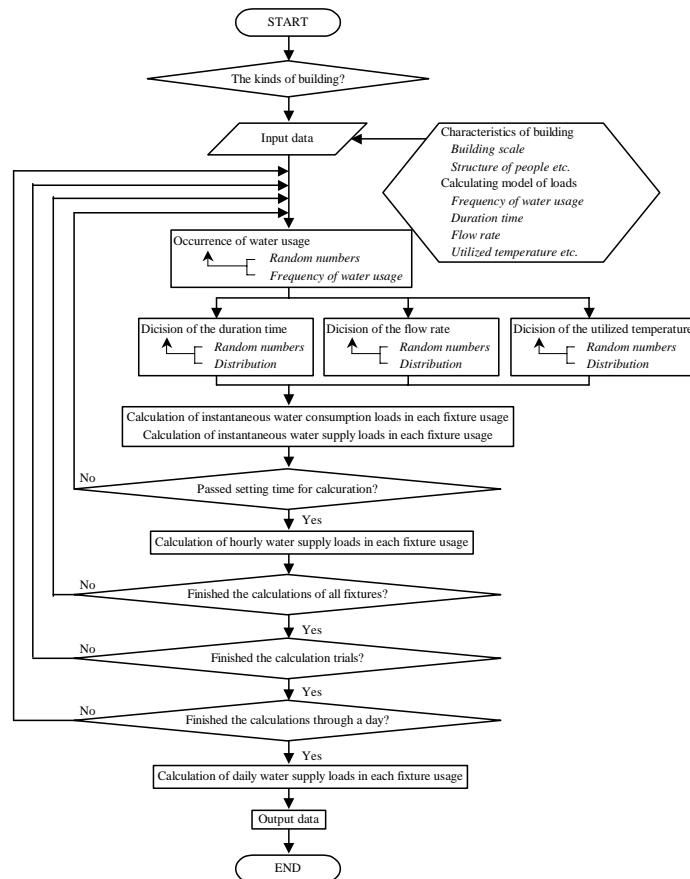 START
The kinds of building?
Input data
Characteristics of building
Building scale
Structure of people etc.
Calculating model of loads
Frequency of water usage
Duration time
Flow rate
Utilized temperature etc.
Occurrence of water usage
Random numbers
Frequency of water usage
Dicision of the duration time
Random numbers
Distribution
Dicision of the flow rate
Random numbers
Distribution
Dicision of the utilized temperature
Random numbers
Distribution
Calculation of instantaneous water consumption loads in each fixture usage
Calculation of instantaneous water supply loads in each fixture usage
No
Passed setting time for calcuration?
Yes
Calculation of hourly water supply loads in each fixture usage
No
Finished the calculations of all fixtures?
Yes
No
Finished the calculation trials?
Yes
No
Finished the calculations through a day?
Yes
Calculation of daily water supply loads in each fixture usage
Output data
END